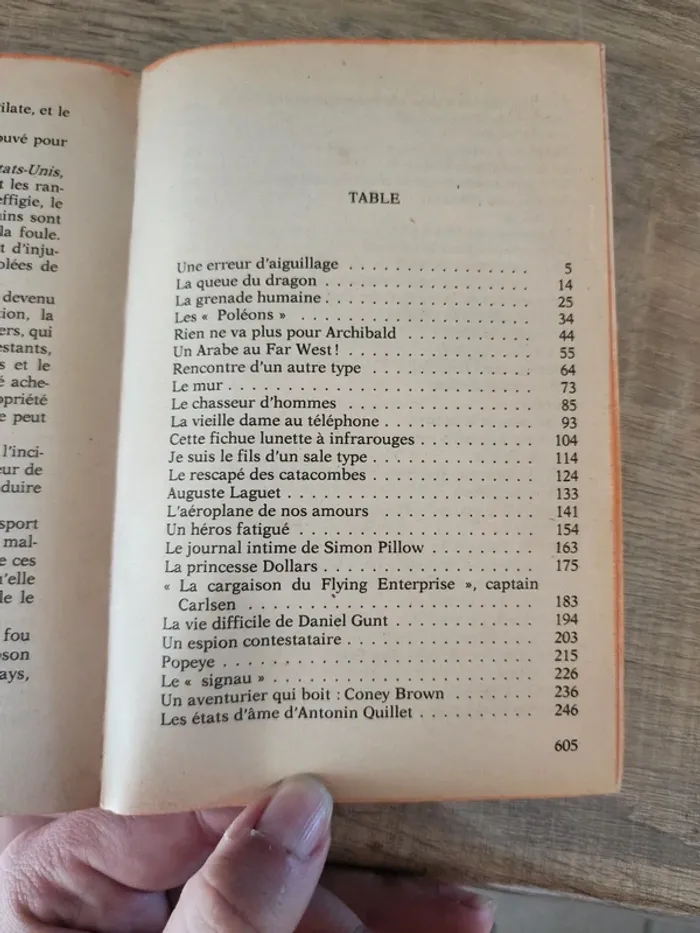 ilate, et le
ouvé pour
tats-Unis,
t les ran-
effigie, le
ains sont
la foule.
t d'inju-
olées de
devenu
tion, la
ers, qui
estants,
s et le
é ache-
opriété
e peut
l'inci-
eur de
duire
sport
mal-
e ces
u'elle
le le
fou
oson
ays,
TABLE
Une erreur d'aiguillage . . . . . . . . . . . . . . . . 5
La queue du dragon . . . . . . . . . . . . . . . . . . 14
La grenade humaine . . . . . . . . . . . . . . . . . . 25
Les « Poléons » . . . . . . . . . . . . . . . . . . . . 34
Rien ne va plus pour Archibald . . . . . . . . . . . 44
Un Arabe au Far West ! . . . . . . . . . . . . . . . . 55
Rencontre d'un autre type . . . . . . . . . . . . . . 64
Le mur . . . . . . . . . . . . . . . . . . . . . . . . . 73
Le chasseur d'hommes . . . . . . . . . . . . . . . . 85
La vieille dame au téléphone . . . . . . . . . . . . . 93
Cette fichue lunette à infrarouges . . . . . . . . . . 104
Je suis le fils d'un sale type . . . . . . . . . . . . . . 114
Le rescapé des catacombes . . . . . . . . . . . . . . 124
Auguste Laguet . . . . . . . . . . . . . . . . . . . . . 133
L'aéroplane de nos amours . . . . . . . . . . . . . . 141
Un héros fatigué . . . . . . . . . . . . . . . . . . . . 154
Le journal intime de Simon Pillow . . . . . . . . . 163
La princesse Dollars . . . . . . . . . . . . . . . . . . 175
« La cargaison du Flying Enterprise », captain
Carlsen . . . . . . . . . . . . . . . . . . . . . . . . 183
La vie difficile de Daniel Gunt . . . . . . . . . . . . 194
Un espion contestataire . . . . . . . . . . . . . . . . 203
Popeye . . . . . . . . . . . . . . . . . . . . . . . . . . 215
Le « signau » . . . . . . . . . . . . . . . . . . . . . . 226
Un aventurier qui boit : Coney Brown . . . . . . . 236
Les états d'âme d'Antonin Quillet . . . . . . . . . . 246
605